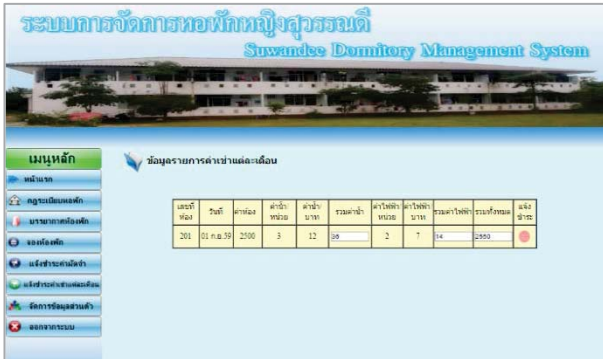 ระบบการจัดการหอพักหญิงสุวรรณดี
Suwandee Dormitory Management System
เมนูหลัก
หน้าแรก
กฎระเบียบหอพัก
บรรยากาศห้องพัก
จองห้องพัก
แจ้งชำระค่ามัดจำ
แจ้งชำระค่าเช่าแต่ละเดือน
จัดการข้อมูลส่วนตัว
ออกจากระบบ
ข้อมูลรายการค่าเช่าแต่ละเดือน
เลขที่ห้อง วันที่ ค่าห้อง ค่าน้ำ/หน่วย ค่าน้ำ/บาท รวมค่าน้ำ ค่าไฟฟ้า/หน่วย ค่าไฟฟ้า/บาท รวมค่าไฟฟ้า รวมทั้งหมด แจ้งชำระ
201 01 ก.ย.59 2500 3 12 36 2 7 14 2550